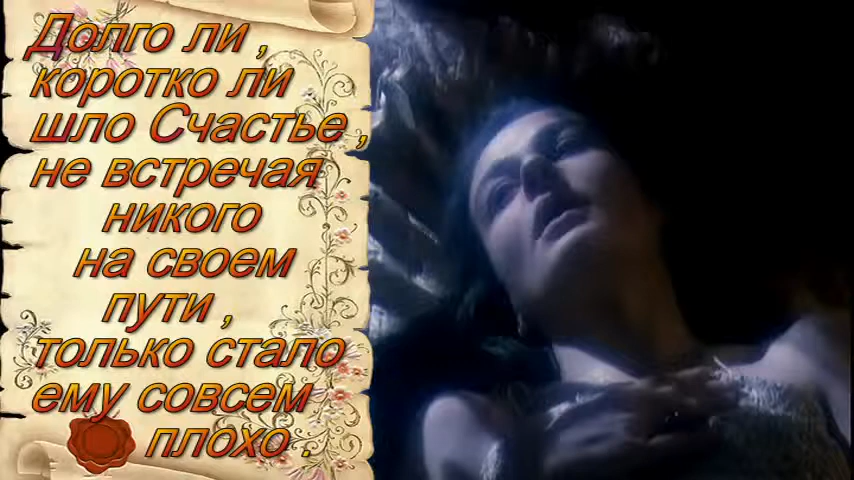 Долго ли ,
коротко ли
шло Счастье ,
не встречая
никого
на своем
пути ,
только стало
ему совсем
плохо .